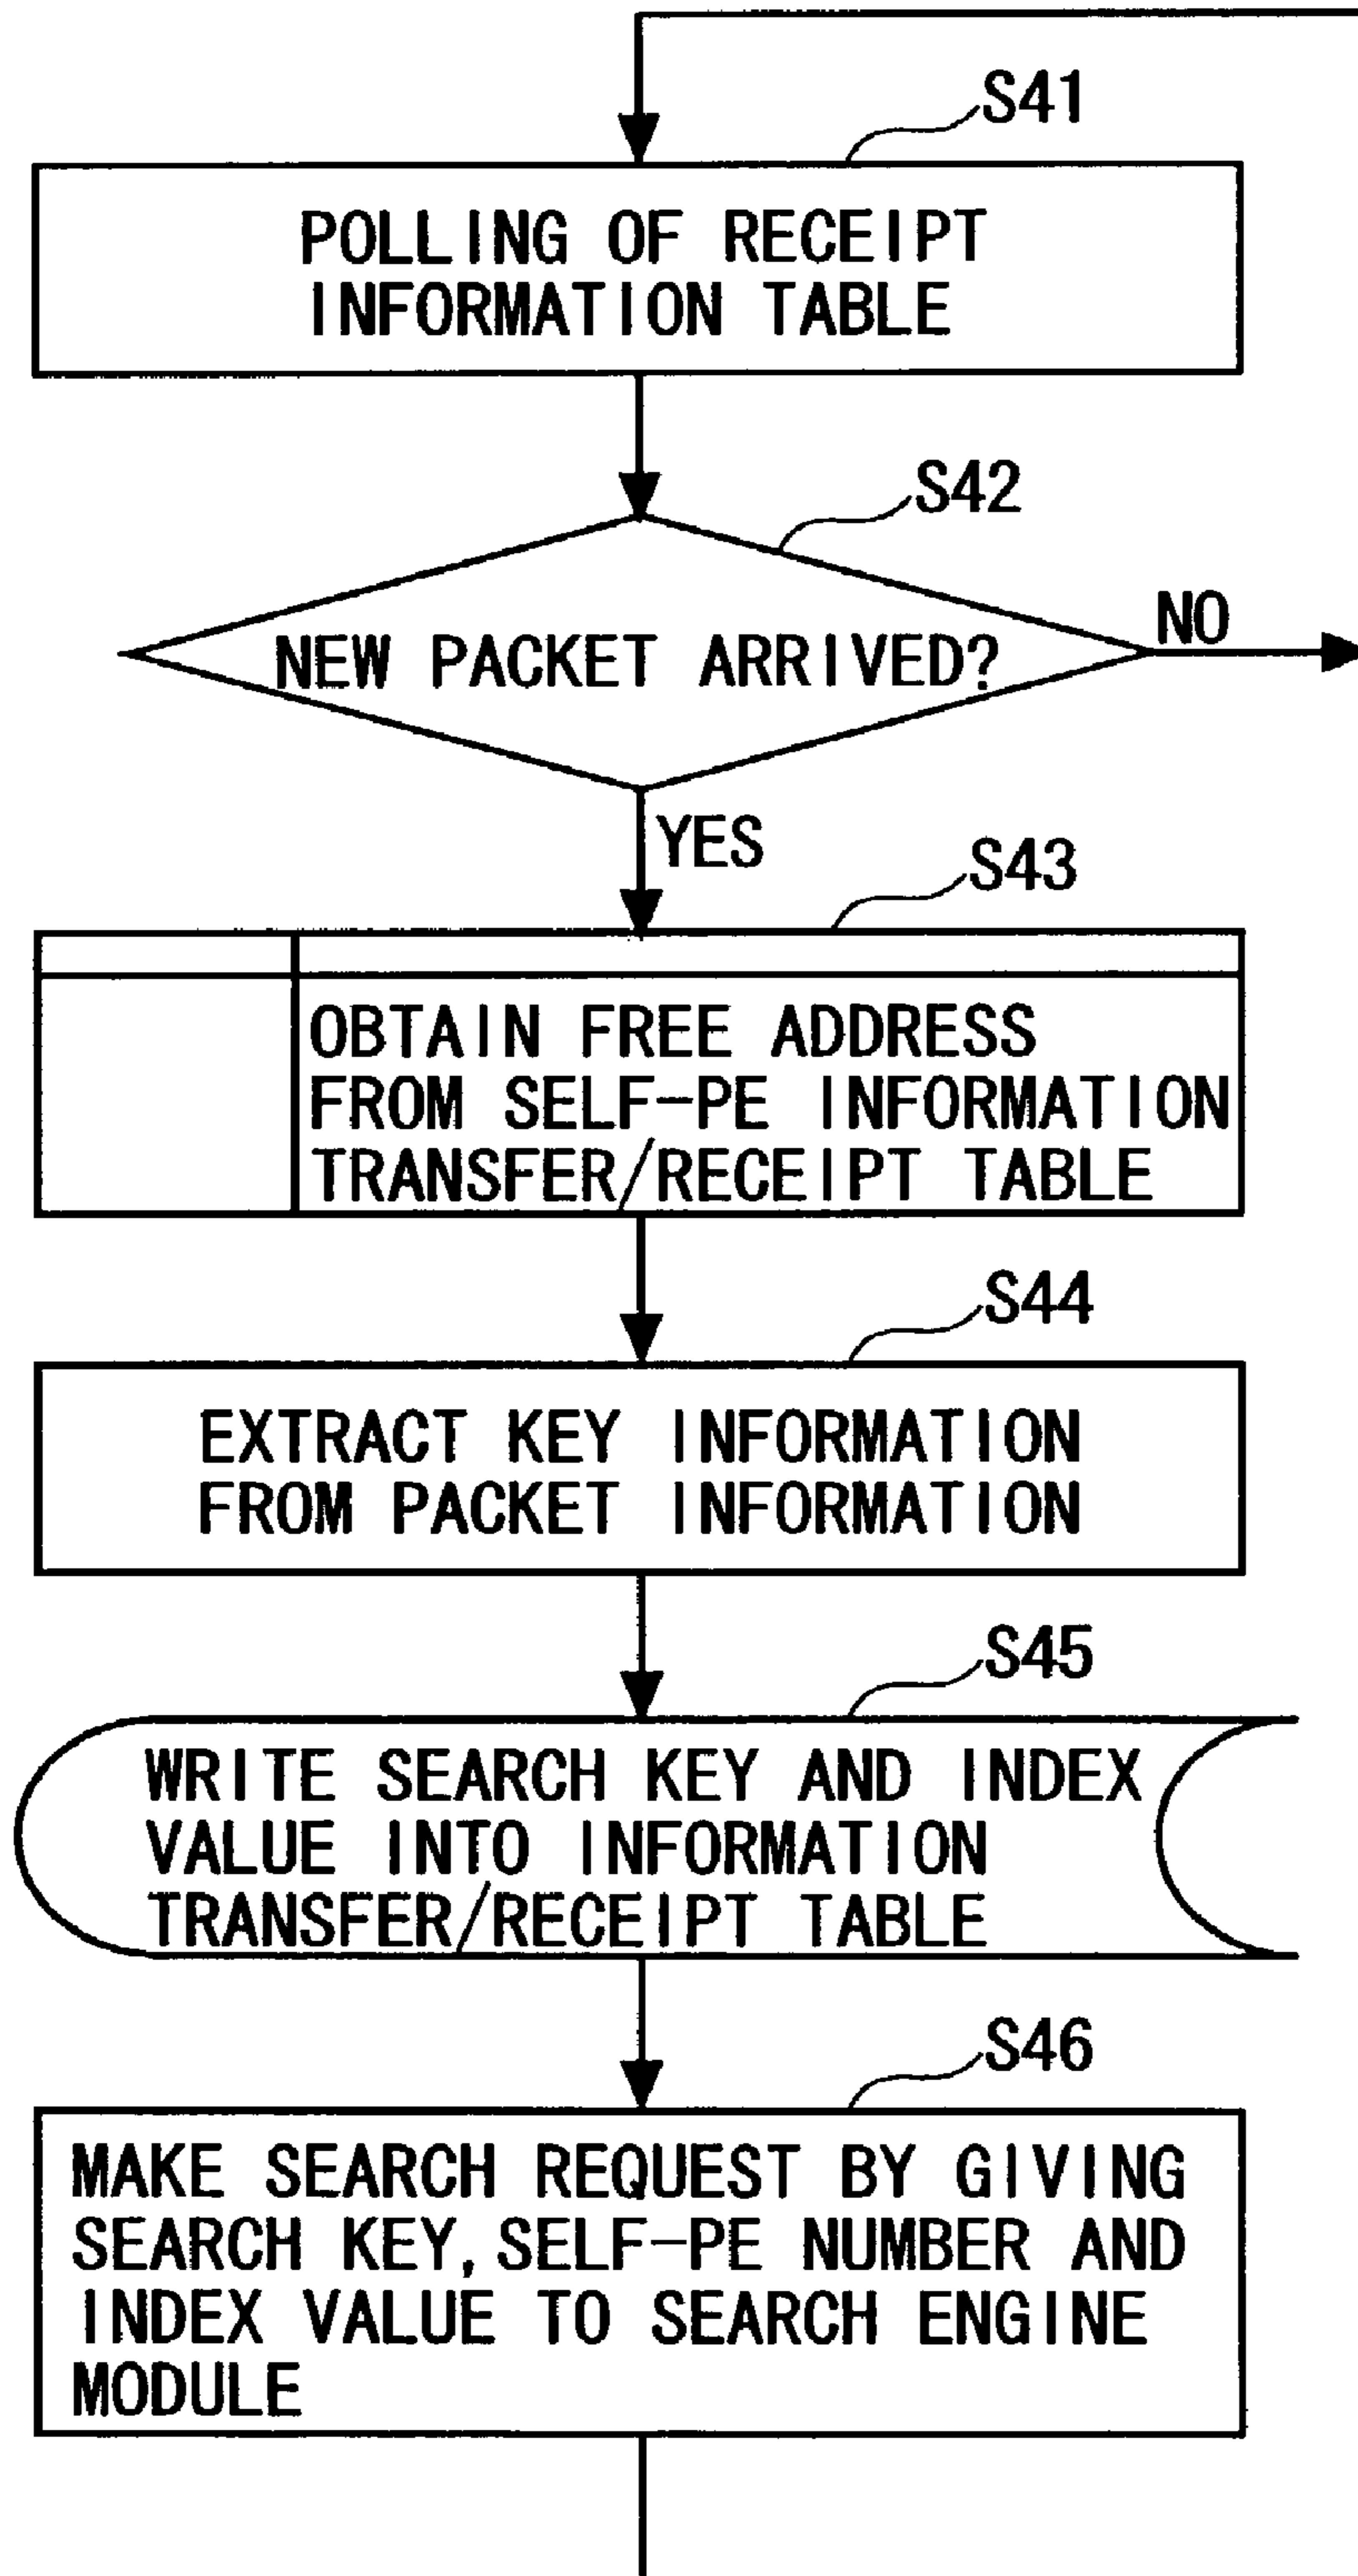 S41
POLLING OF RECEIPT
INFORMATION TABLE
S42
NEW PACKET ARRIVED?
NO
YES
S43
OBTAIN FREE ADDRESS
FROM SELF-PE INFORMATION
TRANSFER/RECEIPT TABLE
S44
EXTRACT KEY INFORMATION
FROM PACKET INFORMATION
S45
WRITE SEARCH KEY AND INDEX
VALUE INTO INFORMATION
TRANSFER/RECEIPT TABLE
S46
MAKE SEARCH REQUEST BY GIVING
SEARCH KEY, SELF-PE NUMBER AND
INDEX VALUE TO SEARCH ENGINE
MODULE